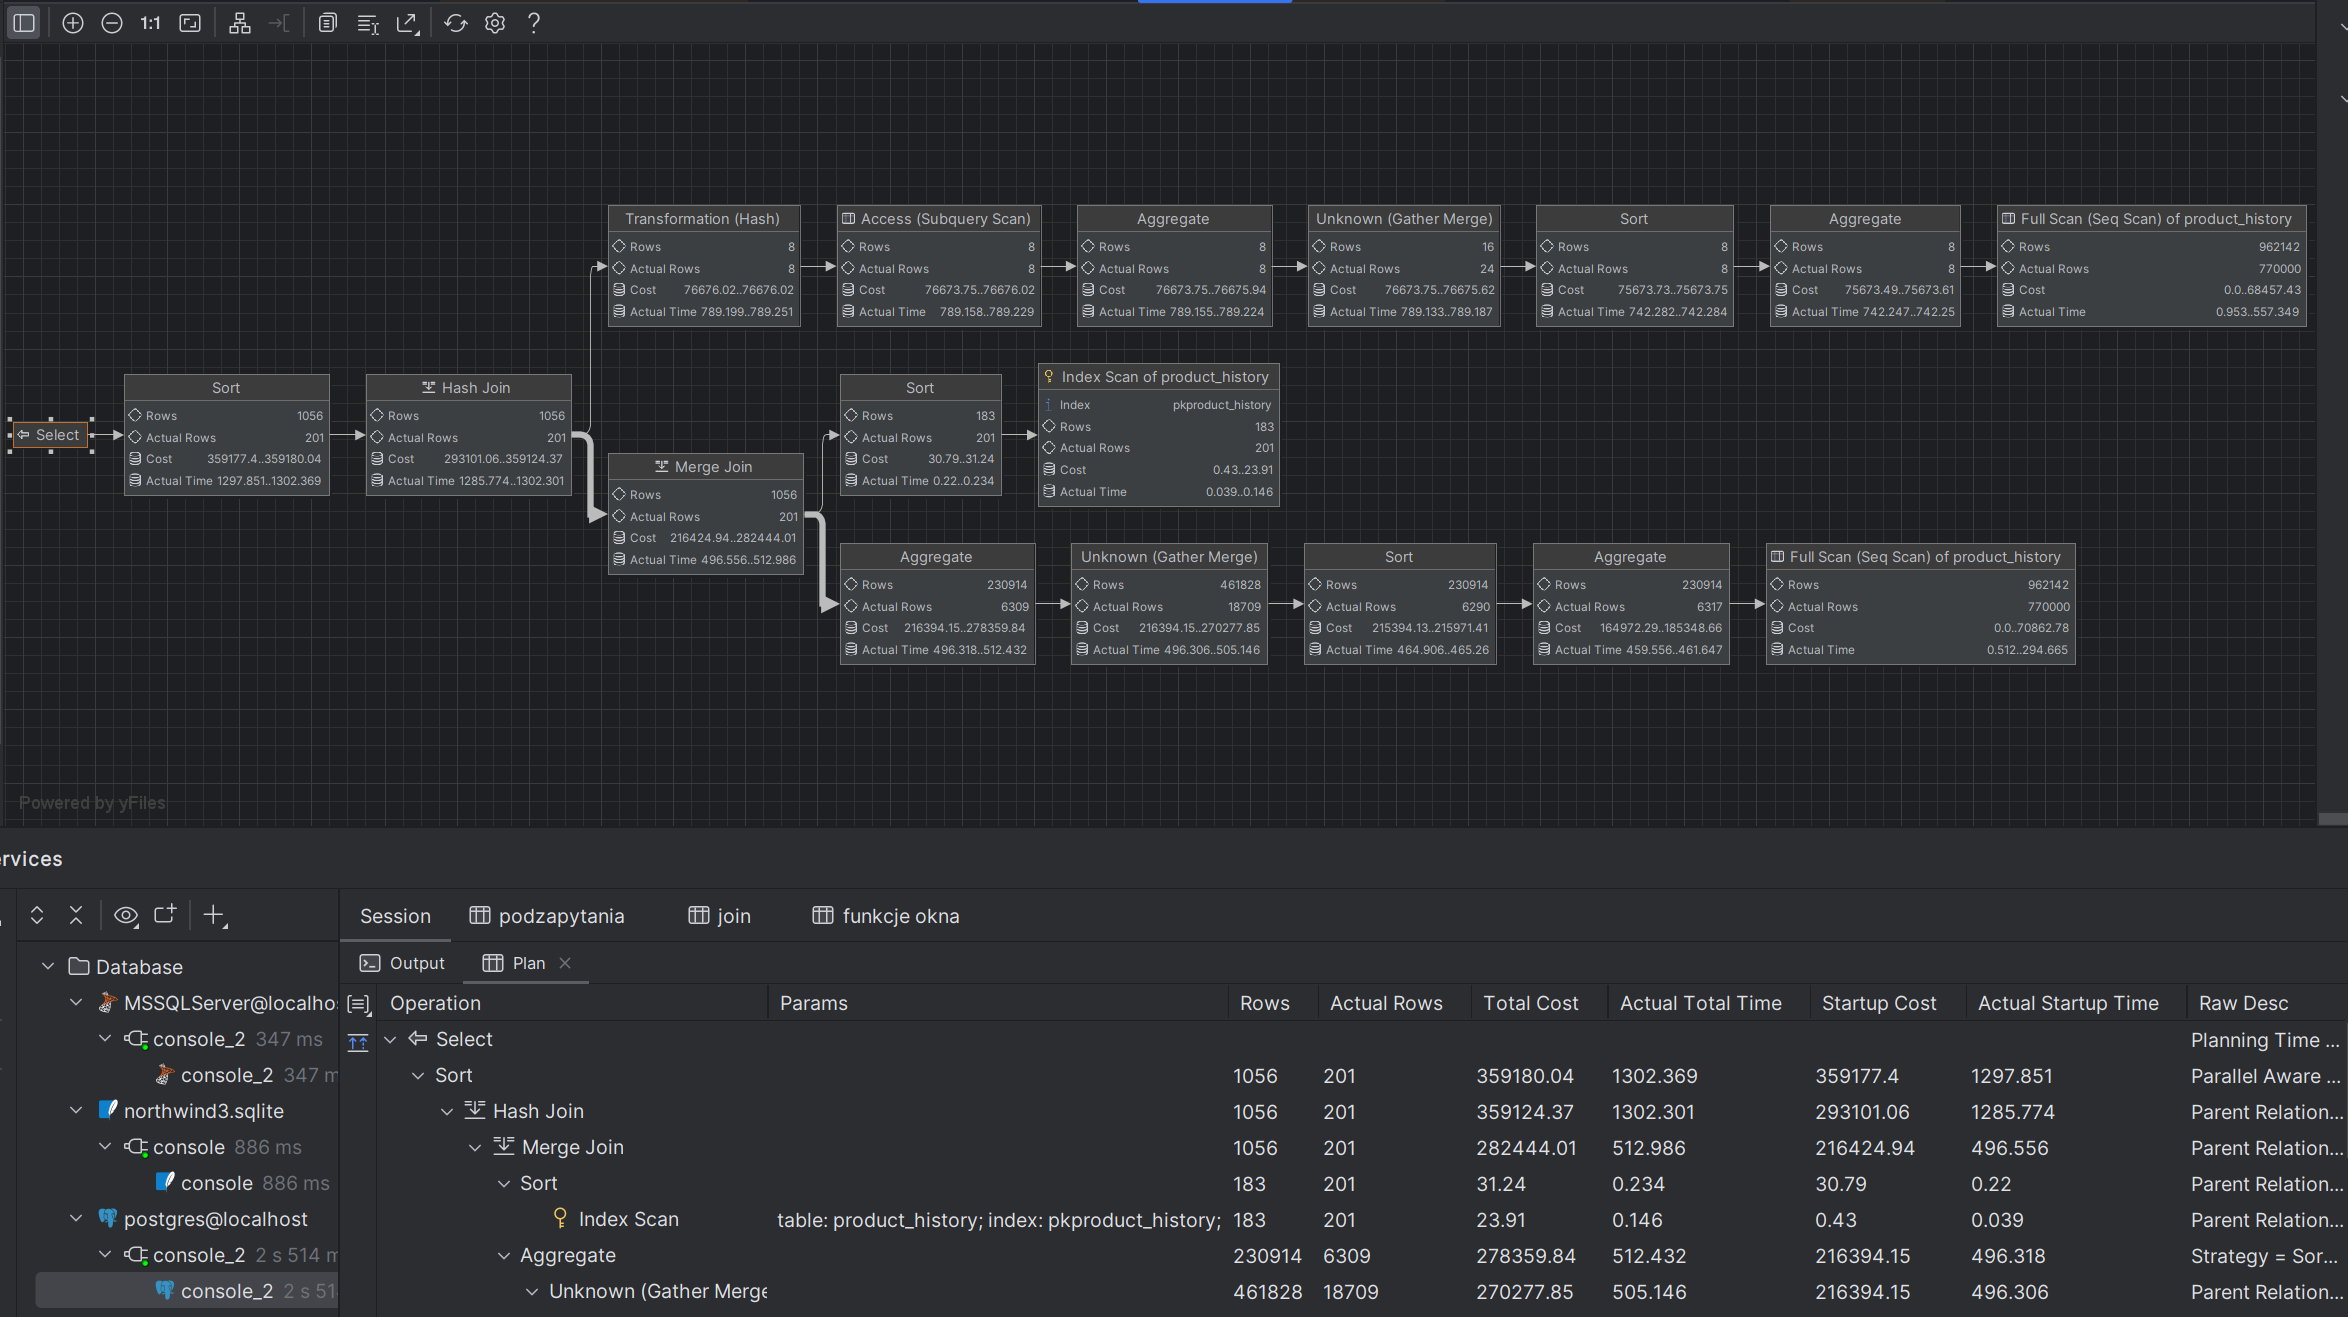 1:1
Transformation (Hash)
Rows 8
Actual Rows 8
Cost 76676.02..76676.02
Actual Time 789.199..789.251
Access (Subquery Scan)
Rows 8
Actual Rows 8
Cost 76673.75..76676.02
Actual Time 789.158..789.229
Aggregate
Rows 8
Actual Rows 8
Cost 76673.75..76675.94
Actual Time 789.155..789.224
Unknown (Gather Merge)
Rows 16
Actual Rows 24
Cost 76673.75..76675.62
Actual Time 789.133..789.187
Sort
Rows 8
Actual Rows 8
Cost 75673.73..75673.75
Actual Time 742.282..742.284
Aggregate
Rows 8
Actual Rows 8
Cost 75673.49..75673.61
Actual Time 742.247..742.25
Full Scan (Seq Scan) of product_history
Rows 962142
Actual Rows 770000
Cost 0.0..68457.43
Actual Time 0.953..557.349
Select
Sort
Rows 1056
Actual Rows 201
Cost 359177.4..359180.04
Actual Time 1297.851..1302.369
Hash Join
Rows 1056
Actual Rows 201
Cost 293101.06..359124.37
Actual Time 1285.774..1302.301
Merge Join
Rows 1056
Actual Rows 201
Cost 216424.94..282444.01
Actual Time 496.556..512.986
Sort
Rows 183
Actual Rows 201
Cost 30.79..31.24
Actual Time 0.22..0.234
Index Scan of product_history
Index pkproduct_history
Rows 183
Actual Rows 201
Cost 0.43..23.91
Actual Time 0.039..0.146
Aggregate
Rows 230914
Actual Rows 6309
Cost 216394.15..278359.84
Actual Time 496.318..512.432
Unknown (Gather Merge)
Rows 461828
Actual Rows 18709
Cost 216394.15..270277.85
Actual Time 496.306..505.146
Sort
Rows 230914
Actual Rows 6290
Cost 215394.13..215971.41
Actual Time 464.906..465.26
Aggregate
Rows 230914
Actual Rows 6317
Cost 164972.29..185348.66
Actual Time 459.556..461.647
Full Scan (Seq Scan) of product_history
Rows 962142
Actual Rows 770000
Cost 0.0..70862.78
Actual Time 0.512..294.665
Powered by yFiles
ervices
Session podzapytania join funkcje okna
Output Plan
Database
MSSQLServer@localho
console_2 347 ms
console_2 347 m
northwind3.sqlite
console 886 ms
console 886 ms
postgres@localhost
console_2 2 s 514 m
console_2 2 s 51
Operation Params Rows Actual Rows Total Cost Actual Total Time Startup Cost Actual Startup Time Raw Desc
Select Planning Time ...
Sort 1056 201 359180.04 1302.369 359177.4 1297.851 Parallel Aware ...
Hash Join 1056 201 359124.37 1302.301 293101.06 1285.774 Parent Relation...
Merge Join 1056 201 282444.01 512.986 216424.94 496.556 Parent Relation...
Sort 183 201 31.24 0.234 30.79 0.22 Parent Relation...
Index Scan table: product_history; index: pkproduct_history; 183 201 23.91 0.146 0.43 0.039 Parent Relation...
Aggregate 230914 6309 278359.84 512.432 216394.15 496.318 Strategy = Sor...
Unknown (Gather Merge 461828 18709 270277.85 505.146 216394.15 496.306 Parent Relation...